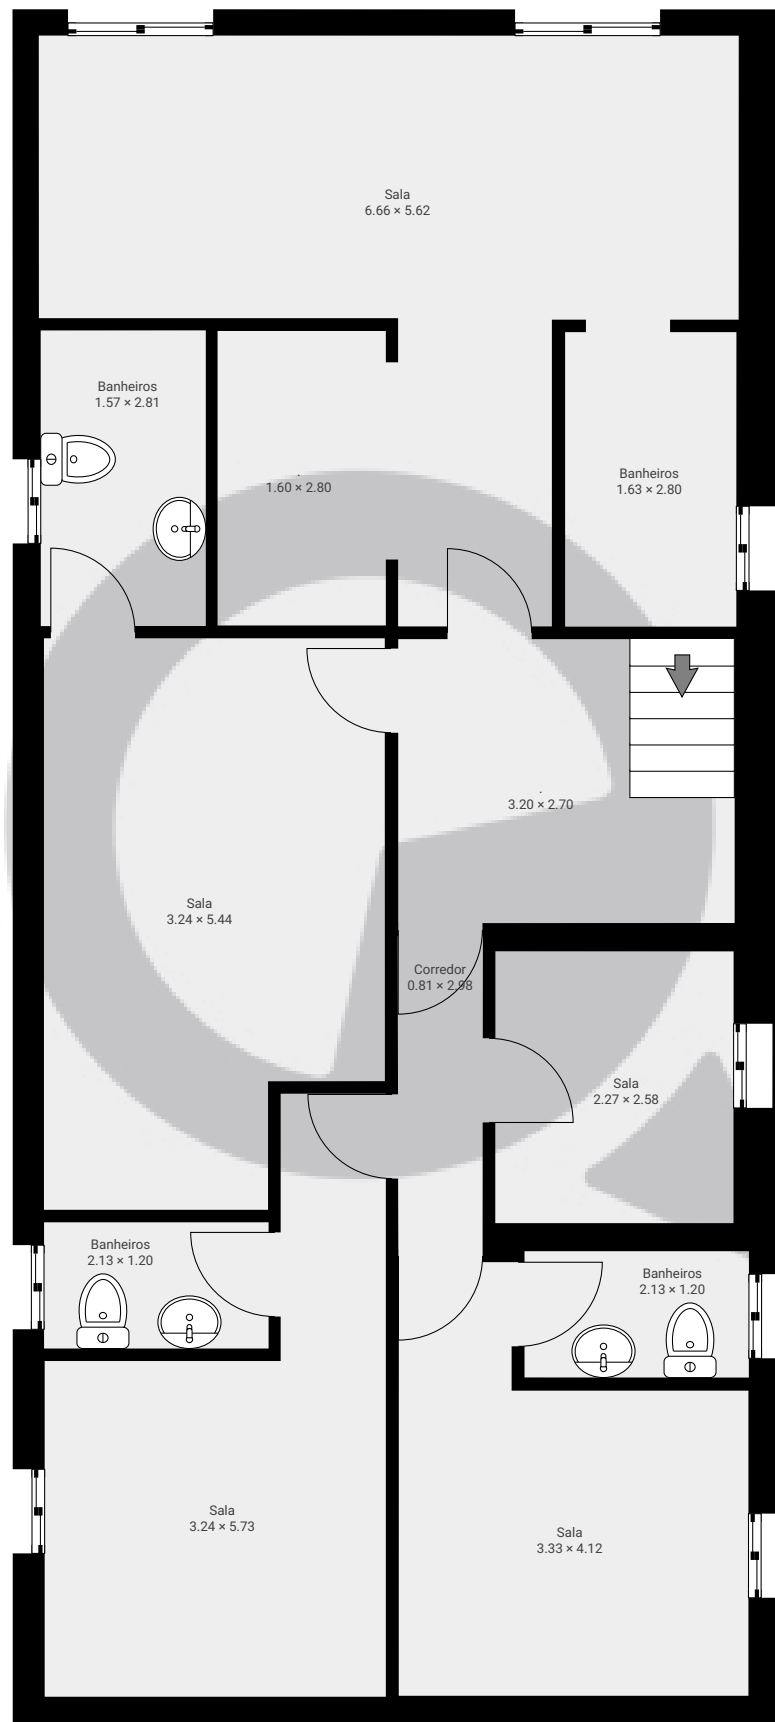 Sala
6.66 × 5.62
Banheiros
1.57 × 2.81
.
1.60 × 2.80
Banheiros
1.63 × 2.80
.
3.20 × 2.70
Sala
3.24 × 5.44
Corredor
0.81 × 2.98
Sala
2.27 × 2.58
Banheiros
2.13 × 1.20
Banheiros
2.13 × 1.20
Sala
3.24 × 5.73
Sala
3.33 × 4.12